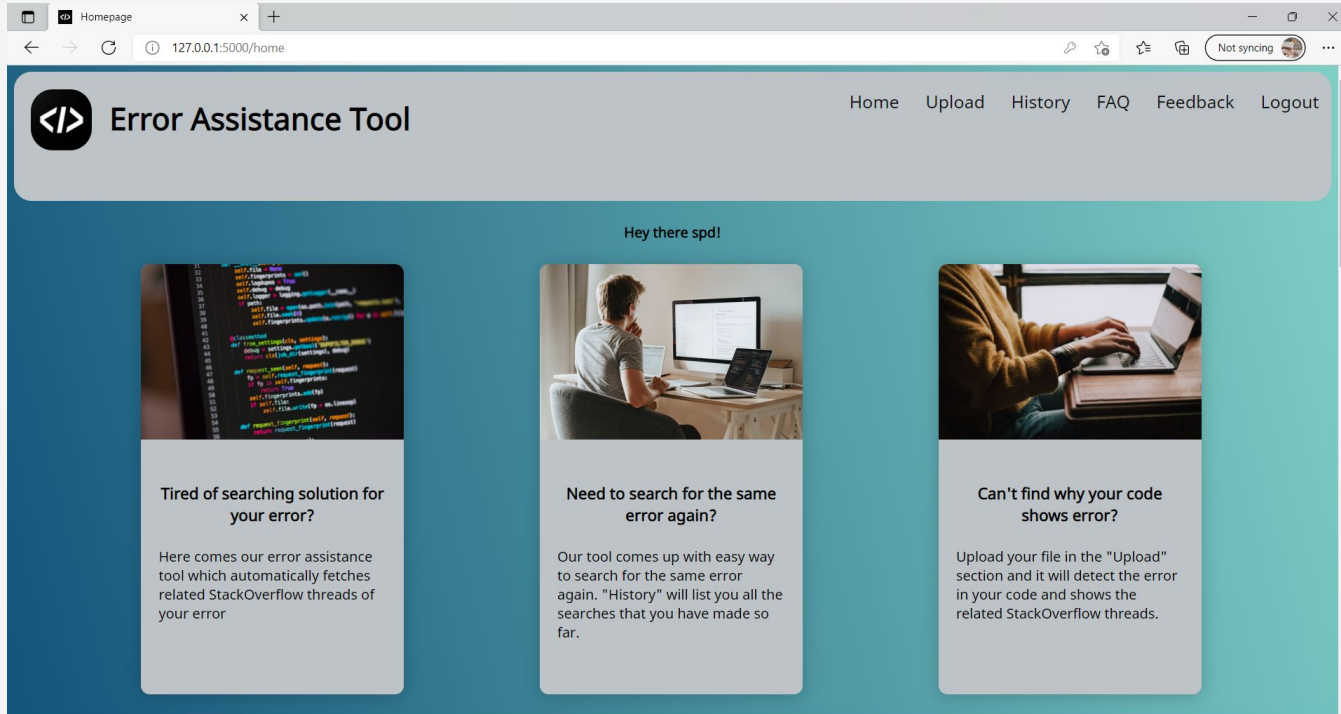 Homepage
127.0.0.1:5000/home
Not syncing
</> Error Assistance Tool
Home Upload History FAQ Feedback Logout
Hey there spd!
Tired of searching solution for
your error?
Here comes our error assistance
tool which automatically fetches
related StackOverflow threads of
your error
Need to search for the same
error again?
Our tool comes up with easy way
to search for the same error
again. "History" will list you all the
searches that you have made so
far.
Can't find why your code
shows error?
Upload your file in the "Upload"
section and it will detect the error
in your code and shows the
related StackOverflow threads.